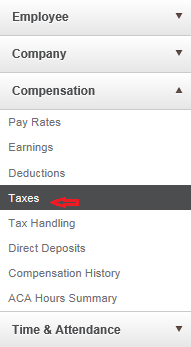 Employee
Company
Compensation
Pay Rates
Earnings
Deductions
Taxes
Tax Handling
Direct Deposits
Compensation History
ACA Hours Summary
Time & Attendance